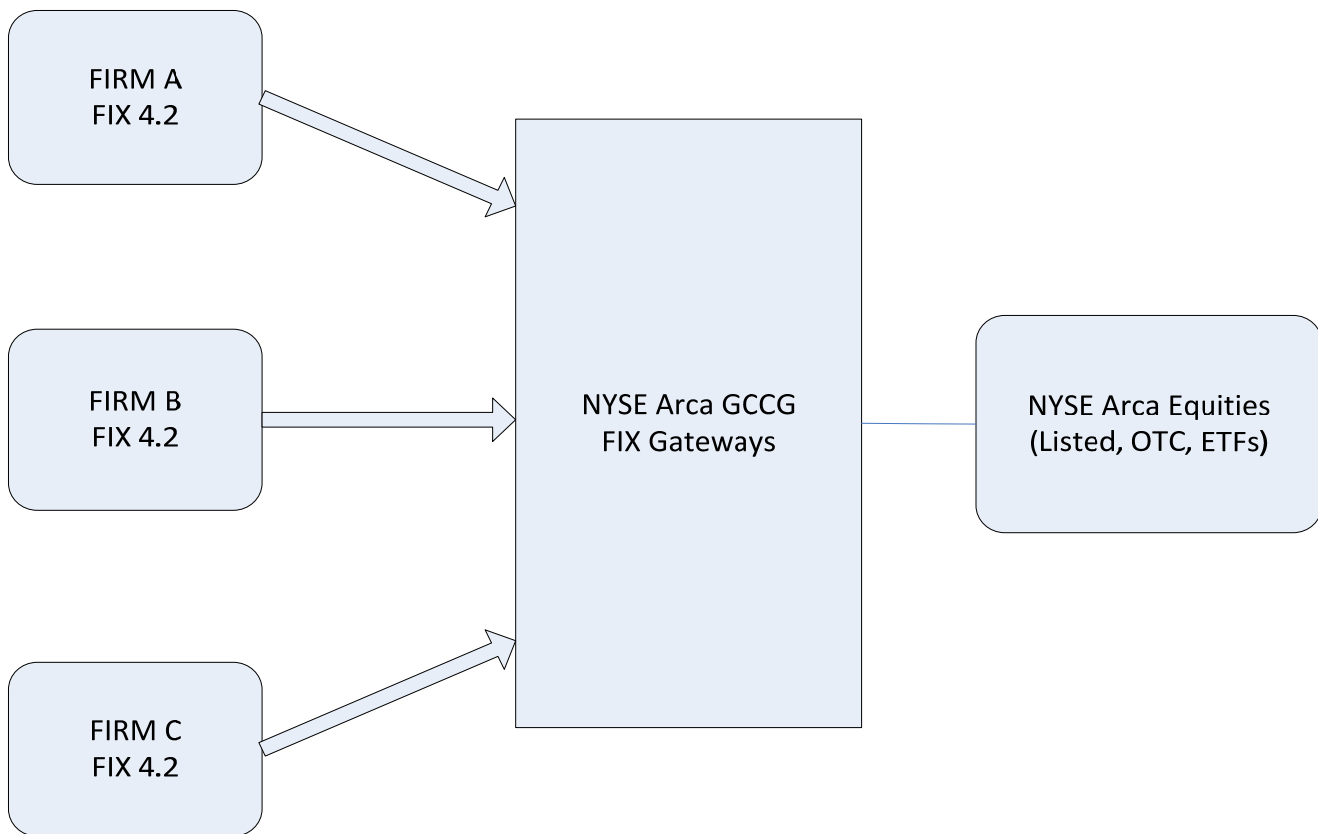 FIRM A
FIX 4.2
FIRM B
FIX 4.2
FIRM C
FIX 4.2
NYSE Arca GCCG
FIX Gateways
NYSE Arca Equities
(Listed, OTC, ETFs)